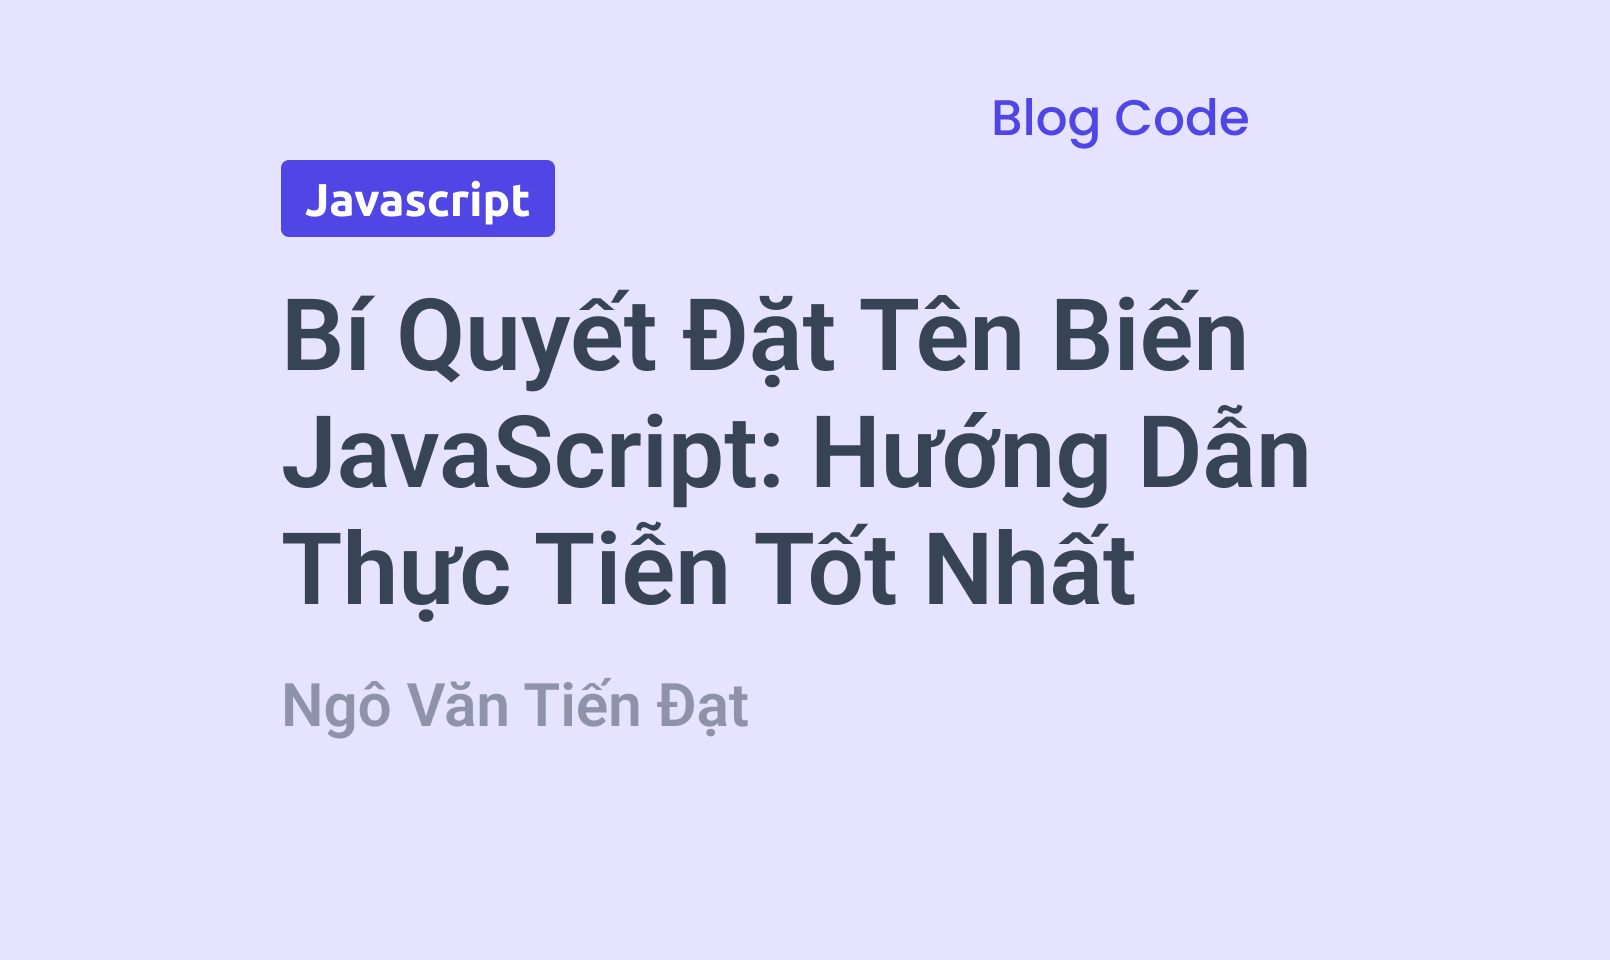 Blog Code
Javascript
Bí Quyết Đặt Tên Biến
JavaScript: Hướng Dẫn
Thực Tiễn Tốt Nhất
Ngô Văn Tiến Đạt